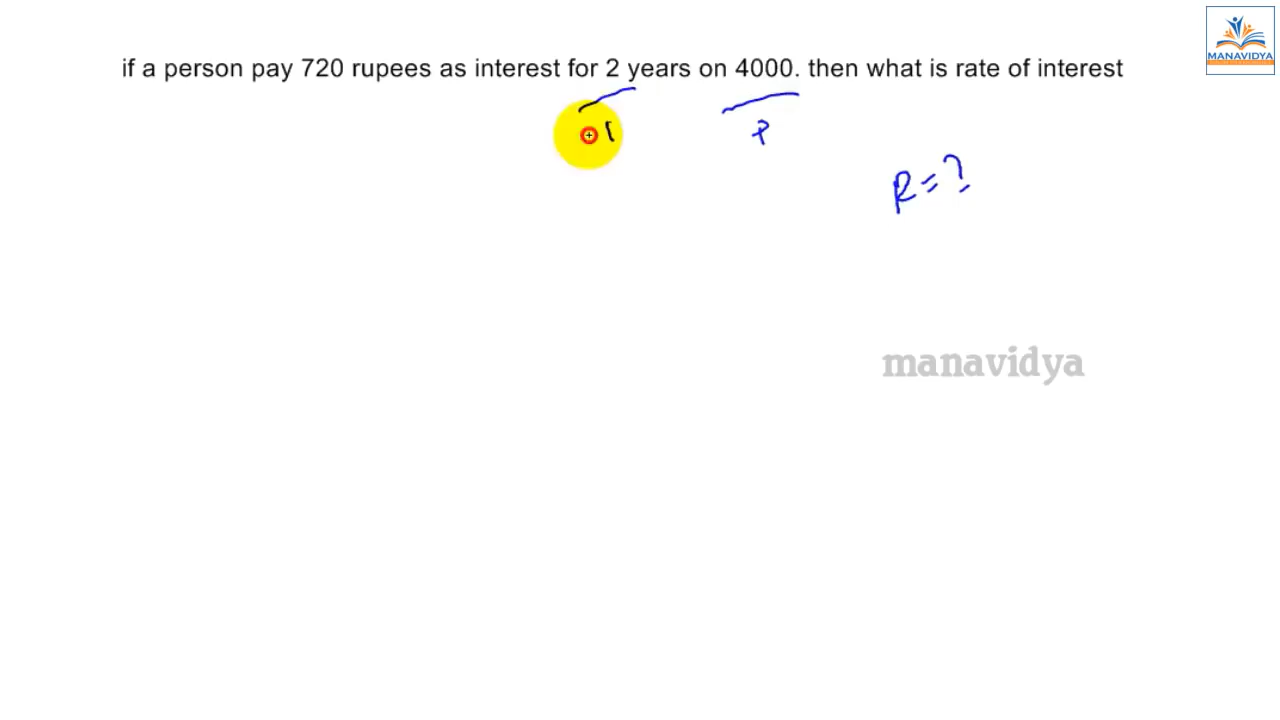 MANAVIDYA
if a person pay 720 rupees as interest for 2 years on 4000. then what is rate of interest
P
R = ?
manavidya